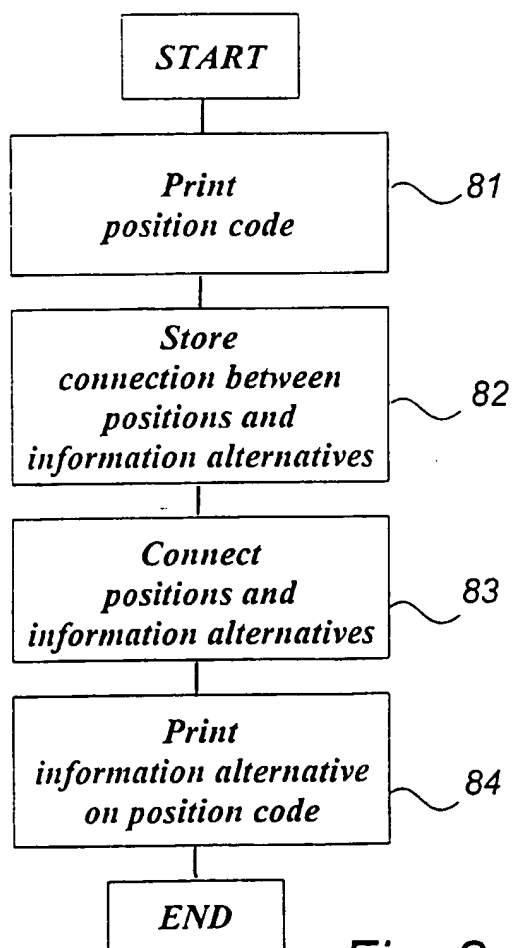 START
Print
position code
81
Store
connection between
positions and
information alternatives
82
Connect
positions and
information alternatives
83
Print
information alternative
on position code
84
END
Fig